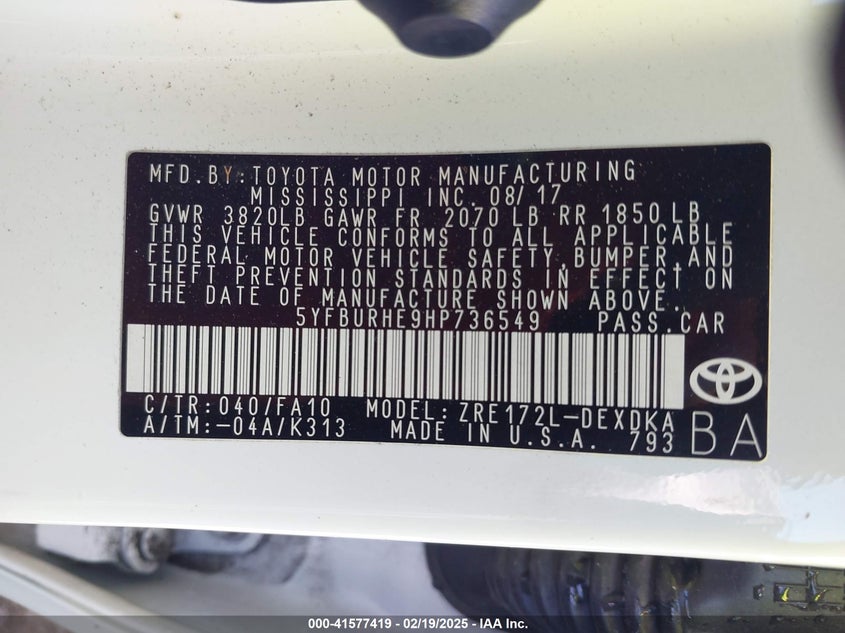 MFD.BY:TOYOTA MOTOR MANUFACTURING
MISSISSIPPI INC. 08/17
GVWR 3820LB GAWR FR 2070 LB RR 1850 LB
THIS VEHICLE CONFORMS TO ALL APPLICABLE
FEDERAL MOTOR VEHICLE SAFETY,BUMPER,AND
THEFT PREVENTION STANDARDS IN EFFECT ON
THE DATE OF MANUFACTURE SHOWN ABOVE.
5YFBURHE9HP736549 PASS.CAR
C/TR:040/FA10 MODEL:ZRE172L-DEXDKA
A/TM:-04A/K313 MADE IN U.S.A. 793
BA
000-41577419 - 02/19/2025 - IAA Inc.